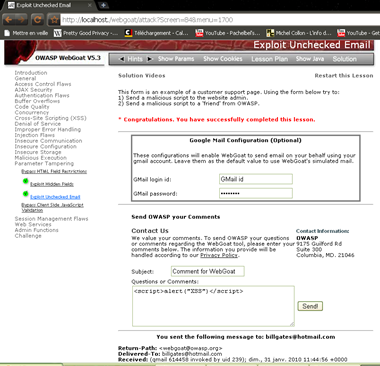 Exploit Unchecked Email
http://localhost./webgoat/attack?Screen=84&menu=1700
Mettre en veille
Pretty Good Privacy -...
Téléchargement - Cal...
YouTube - Pachelbel's...
Michel Collon - L'info d...
YouT
Exploit Unchecked Email
OWASP WebGoat V5.3
Hints
Show Params
Show Cookies
Lesson Plan
Show Java
Solution
Introduction
General
Access Control Flaws
AJAX Security
Authentication Flaws
Buffer Overflows
Code Quality
Concurrency
Cross-Site Scripting (XSS)
Denial of Service
Improper Error Handling
Injection Flaws
Insecure Communication
Insecure Configuration
Insecure Storage
Malicious Execution
Parameter Tampering
Bypass HTML Field Restrictions
Exploit Hidden Fields
Exploit Unchecked Email
Bypass Client Side JavaScript
Validation
Session Management Flaws
Web Services
Admin Functions
Challenge
Solution Videos
Restart this Lesson
This form is an example of a customer support page. Using the form below try to:
1) Send a malicious script to the website admin.
2) Send a malicious script to a 'friend' from OWASP.
* Congratulations. You have successfully completed this lesson.
Google Mail Configuration (Optional)
These configurations will enable WebGoat to send email on your behalf using your
gmail account. Leave them as the default value to use WebGoat's simulated mail.
GMail login id:
GMail id
GMail password:
Send OWASP your Comments
Contact Us
We value your comments. To send OWASP your questions
or comments regarding the WebGoat tool, please enter your
comments below. The information you provide will be
handled according to our Privacy Policy.
Contact Information:
OWASP
9175 Guilford Rd
Suite 300
Columbia, MD. 21046
Subject:
Comment for WebGoat
Questions or Comments:
<script>alert("XSS")</script>
Send!
You sent the following message to: billgates@hotmail.com
Return-Path: <webgoat@owasp.org>
Delivered-To: billgates@hotmail.com
Received: (qmail 614458 invoked by uid 239); dim., 31 janv. 2010 11:44:56 +0000